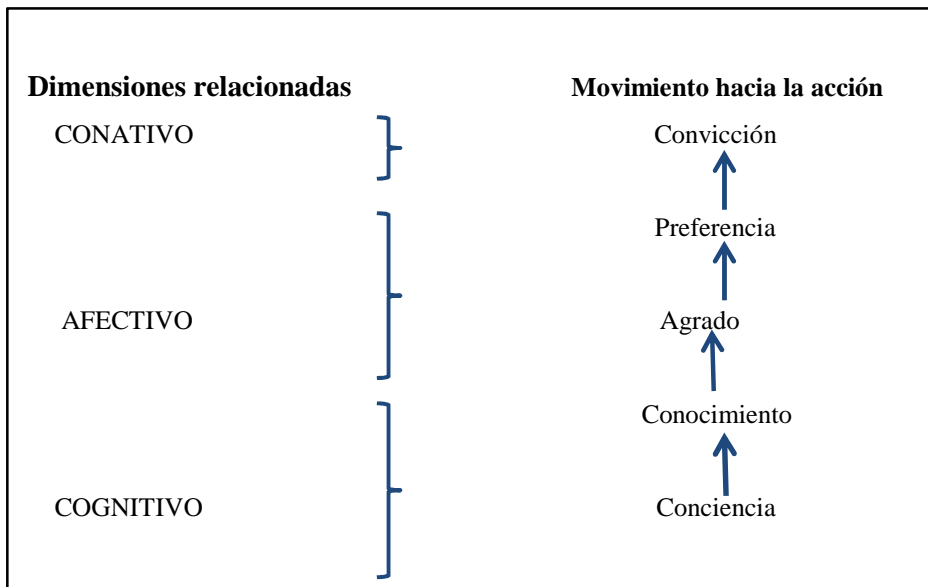 Dimensiones relacionadas
Movimiento hacia la acción
CONATIVO
Convicción
Preferencia
AFECTIVO
Agrado
Conocimiento
COGNITIVO
Conciencia